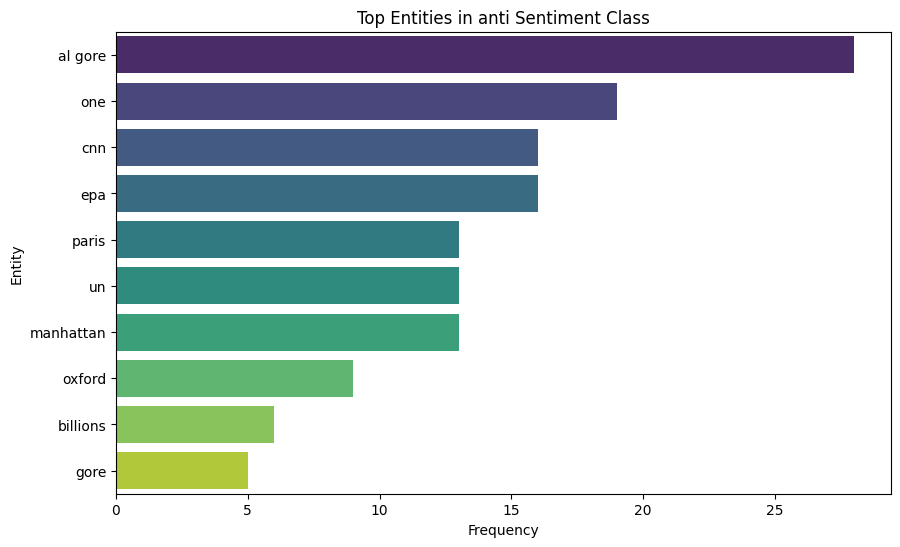 Top Entities in anti Sentiment Class
Entity
al gore
one
cnn
epa
paris
un
manhattan
oxford
billions
gore
0 5 10 15 20 25
Frequency